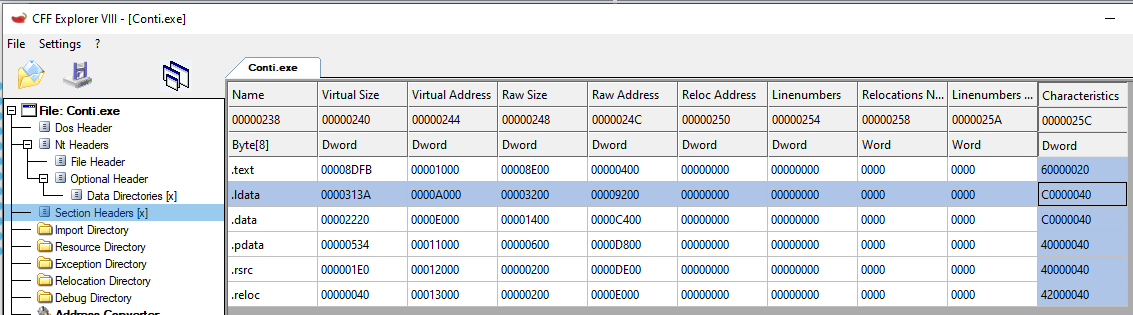 CFF Explorer VIII - [Conti.exe]
File Settings ?
Conti.exe
File: Conti.exe
Dos Header
Nt Headers
File Header
Optional Header
Data Directories [x]
Section Headers [x]
Import Directory
Resource Directory
Exception Directory
Relocation Directory
Debug Directory
Address Converter
Name Virtual Size Virtual Address Raw Size Raw Address Reloc Address Linenumbers Relocations N... Linenumbers ... Characteristics
00000238 00000240 00000244 00000248 0000024C 00000250 00000254 00000258 0000025A 0000025C
Byte[8] Dword Dword Dword Dword Dword Dword Word Word Dword
.text 00008DFB 00001000 00008E00 00000400 00000000 00000000 0000 0000 60000020
.ldata 0000313A 0000A000 00003200 00009200 00000000 00000000 0000 0000 C0000040
.data 00002220 0000E000 00001400 0000C400 00000000 00000000 0000 0000 C0000040
.pdata 00000534 00011000 00000600 0000D800 00000000 00000000 0000 0000 40000040
.rsrc 000001E0 00012000 00000200 0000DE00 00000000 00000000 0000 0000 40000040
.reloc 00000040 00013000 00000200 0000E000 00000000 00000000 0000 0000 42000040